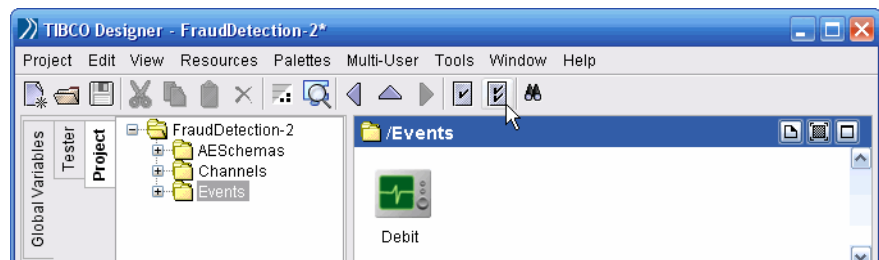 TIBCO Designer - FraudDetection-2*
Project Edit View Resources Palettes Multi-User Tools Window Help
Global Variables
Tester
Project
FraudDetection-2
AESchemas
Channels
Events
/Events
Debit